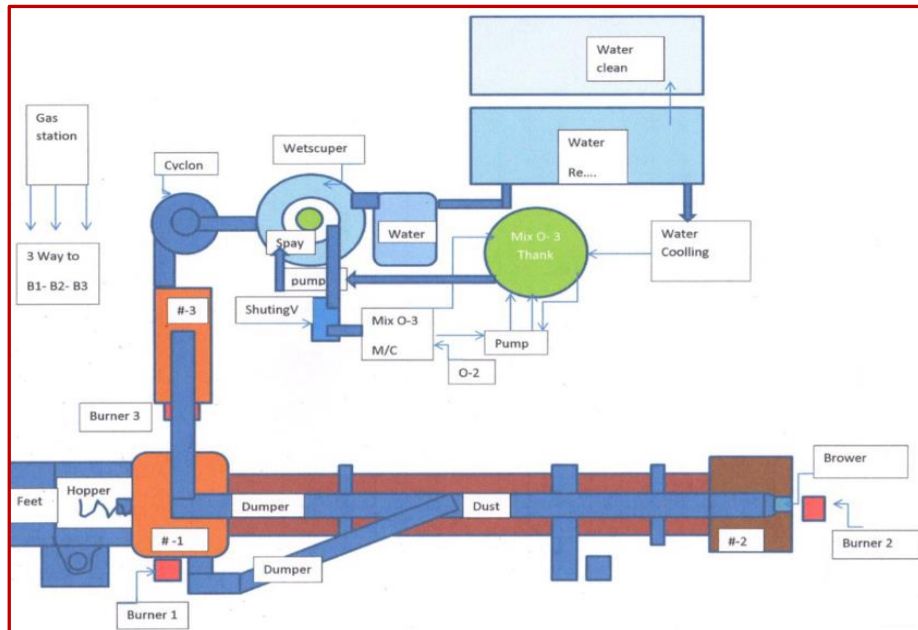 Water
clean
Gas
station
Cyclon
Wetscuper
Water
Re....
3 Way to
B1- B2- B3
Spay
Water
Mix O- 3
Thank
Water
Coolling
pump
ShutingV
Mix O-3
M/C
Pump
O-2
#-3
Burner 3
Brower
Feet
Hopper
Dumper
Dust
# -1
#-2
Burner 2
Dumper
Burner 1